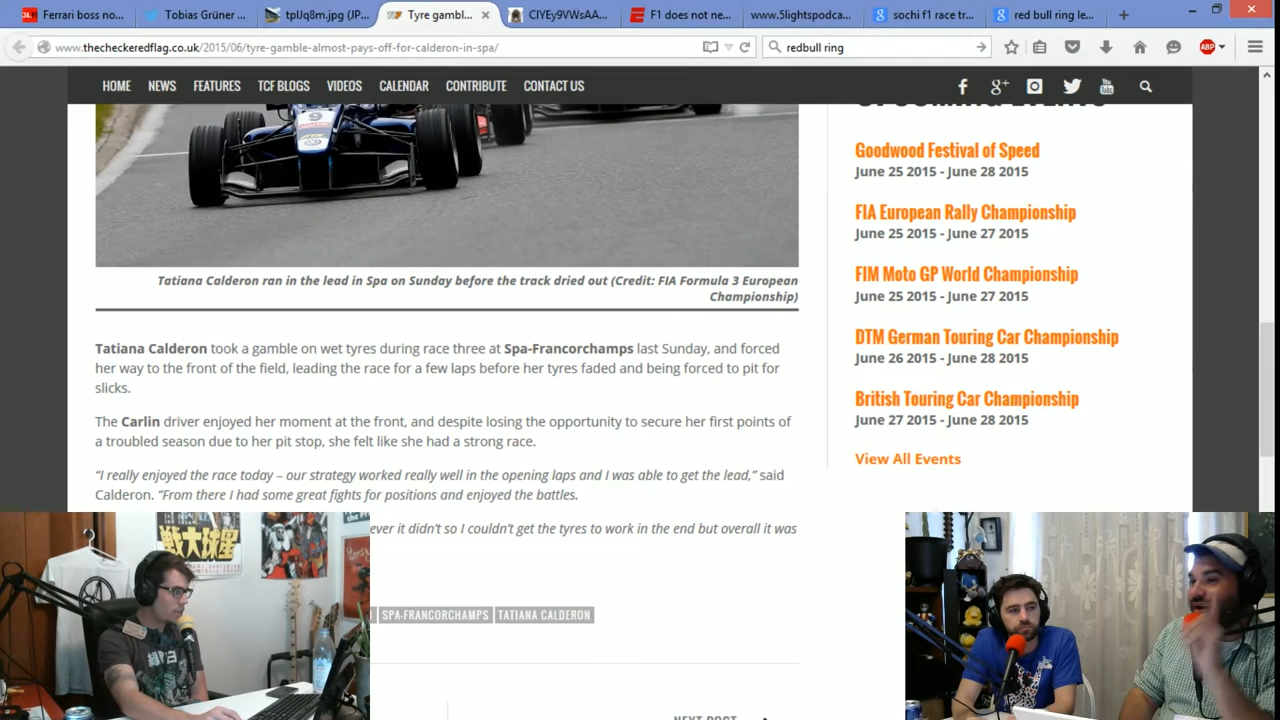 Ferrari boss no...
Tobias Grüner ...
tpIJq8m.jpg (JP...
Tyre gambl...
CIYEy9VWsAA...
F1 does not ne...
www.5lightspodca...
sochi f1 race tr...
red bull ring le...
www.thecheckeredflag.co.uk/2015/06/tyre-gamble-almost-pays-off-for-calderon-in-spa/
redbull ring
ABP
HOME NEWS FEATURES TCF BLOGS VIDEOS CALENDAR CONTRIBUTE CONTACT US
9
Tatiana Calderon ran in the lead in Spa on Sunday before the track dried out (Credit: FIA Formula 3 European
Championship)
Tatiana Calderon took a gamble on wet tyres during race three at Spa-Francorchamps last Sunday, and forced
her way to the front of the field, leading the race for a few laps before her tyres faded and being forced to pit for
slicks.
The Carlin driver enjoyed her moment at the front, and despite losing the opportunity to secure her first points of
a troubled season due to her pit stop, she felt like she had a strong race.
“I really enjoyed the race today – our strategy worked really well in the opening laps and I was able to get the lead,” said
Calderon. “From there I had some great fights for positions and enjoyed the battles.
ever it didn’t so I couldn’t get the tyres to work in the end but overall it was
SPA-FRANCORCHAMPS
TATIANA CALDERON
NEXT POST
UPCOMING EVENTS
Goodwood Festival of Speed
June 25 2015 - June 28 2015
FIA European Rally Championship
June 25 2015 - June 27 2015
FIM Moto GP World Championship
June 25 2015 - June 27 2015
DTM German Touring Car Championship
June 26 2015 - June 28 2015
British Touring Car Championship
June 27 2015 - June 28 2015
View All Events